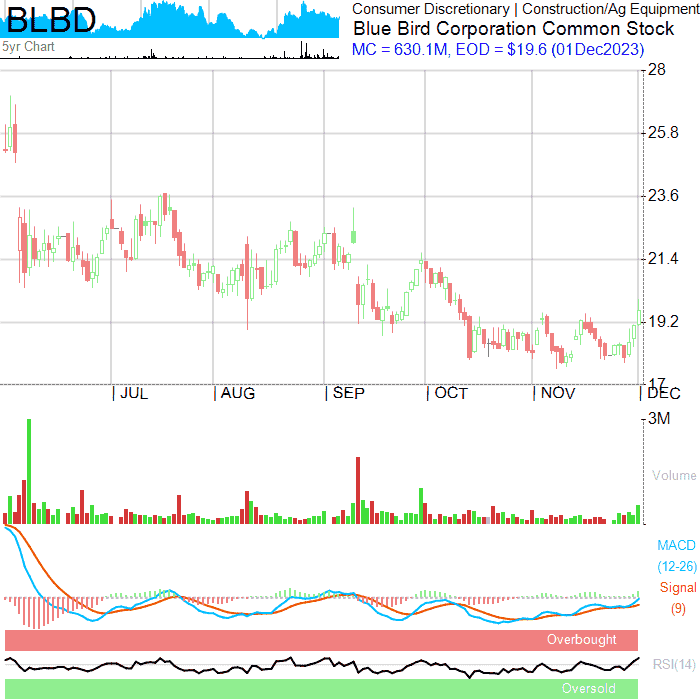 BLBD
5yr Chart
Consumer Discretionary | Construction/Ag Equipment
Blue Bird Corporation Common Stock
MC = 630.1M, EOD = $19.6 (01Dec2023)
28
25.8
23.6
21.4
19.2
17
JUL
AUG
SEP
OCT
NOV
DEC
3M
Volume
MACD
(12-26)
Signal
(9)
Overbought
RSI(14)
Oversold